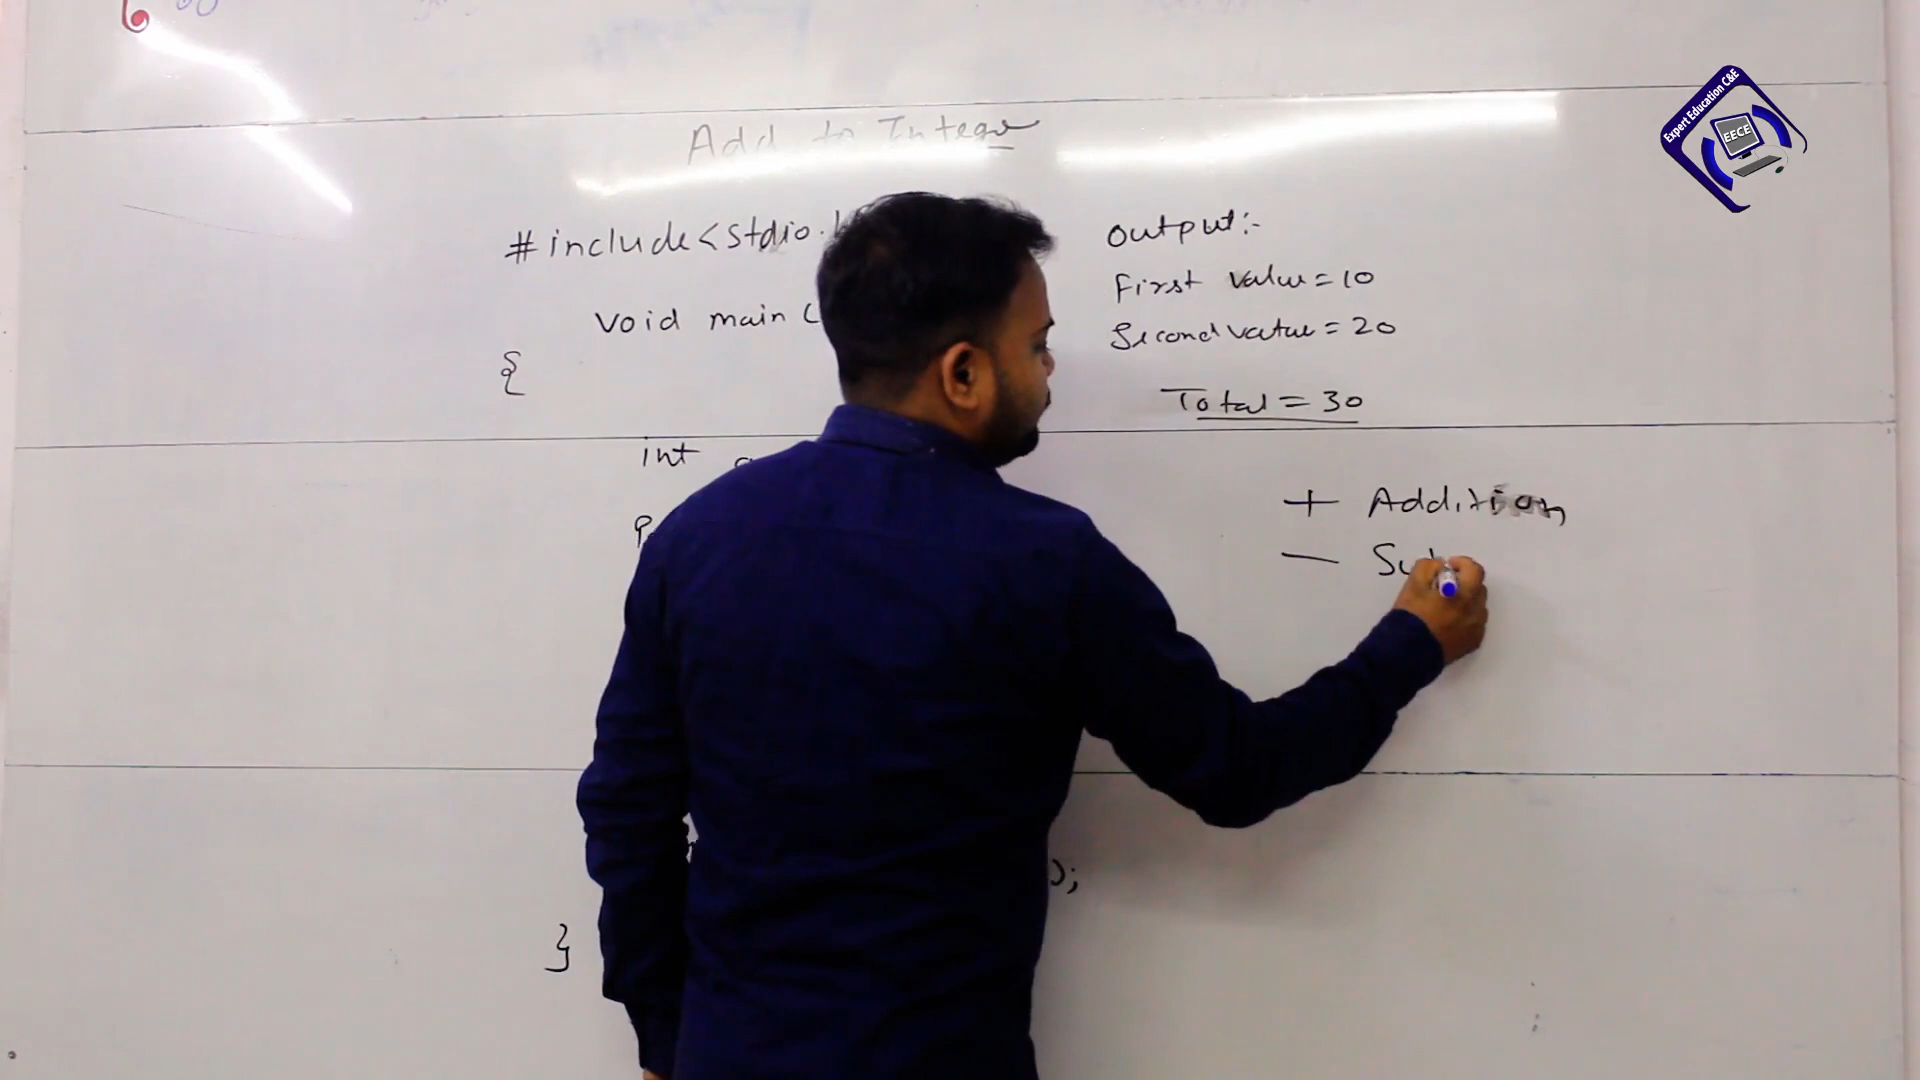 Add to Integer
#include<stdio.h
void main (
{
int
);
}
output:-
First value = 10
Second value = 20
Total = 30
+ Addition
- Su
Expert Education C&E
EECE